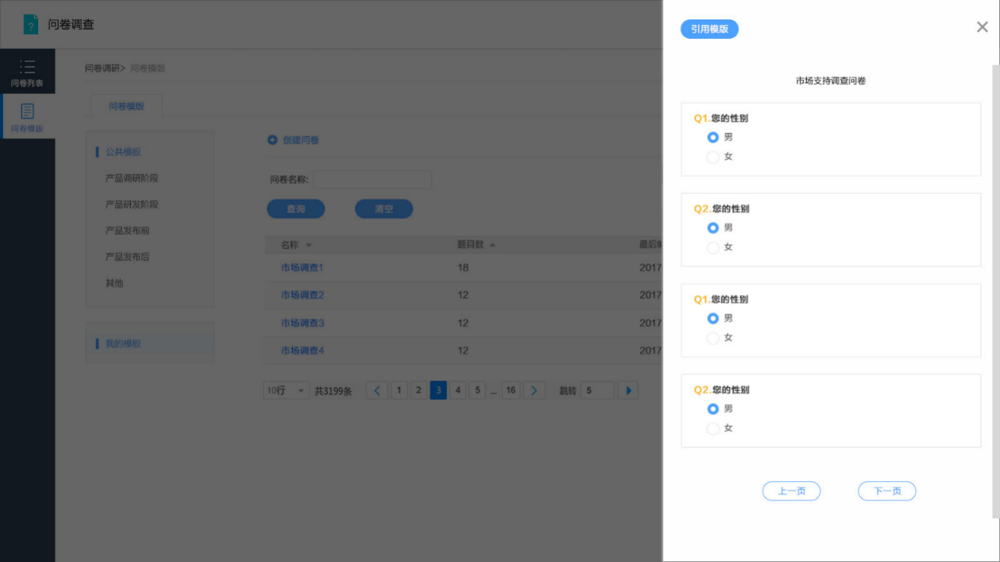 问卷调查
问卷列表
问卷模版
问卷调研> 问卷模版
问卷模版
公共模板
产品调研阶段
产品研发阶段
产品发布前
产品发布后
其他
我的模板
创建问卷
问卷名称:
查询 清空
名称 题目数 最后
市场调查1 18 2017
市场调查2 12 2017
市场调查3 12 2017
市场调查4 12 2017
10行 共3199条 1 2 3 4 5 ... 16 跳转 5
引用模版
市场支持调查问卷
Q1.您的性别
男
女
Q2.您的性别
男
女
Q1.您的性别
男
女
Q2.您的性别
男
女
上一页 下一页